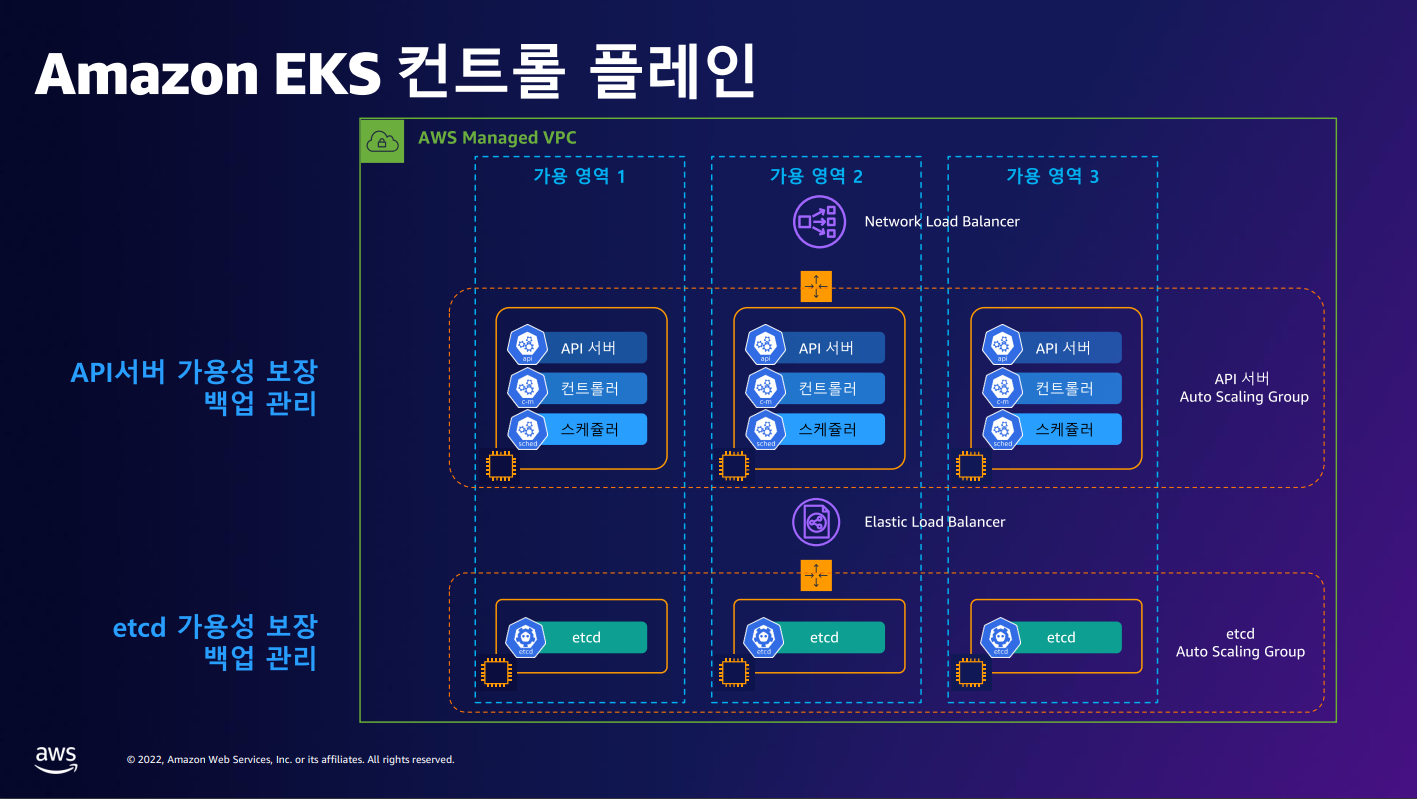 Amazon EKS 컨트롤 플레인
AWS Managed VPC
가용 영역 1
가용 영역 2
가용 영역 3
Network Load Balancer
API서버 가용성 보장
백업 관리
api
API 서버
c-m
컨트롤러
sched
스케쥴러
api
API 서버
c-m
컨트롤러
sched
스케쥴러
api
API 서버
c-m
컨트롤러
sched
스케쥴러
API 서버
Auto Scaling Group
Elastic Load Balancer
etcd 가용성 보장
백업 관리
etcd
etcd
etcd
etcd
etcd
etcd
etcd
Auto Scaling Group
aws
© 2022, Amazon Web Services, Inc. or its affiliates. All rights reserved.